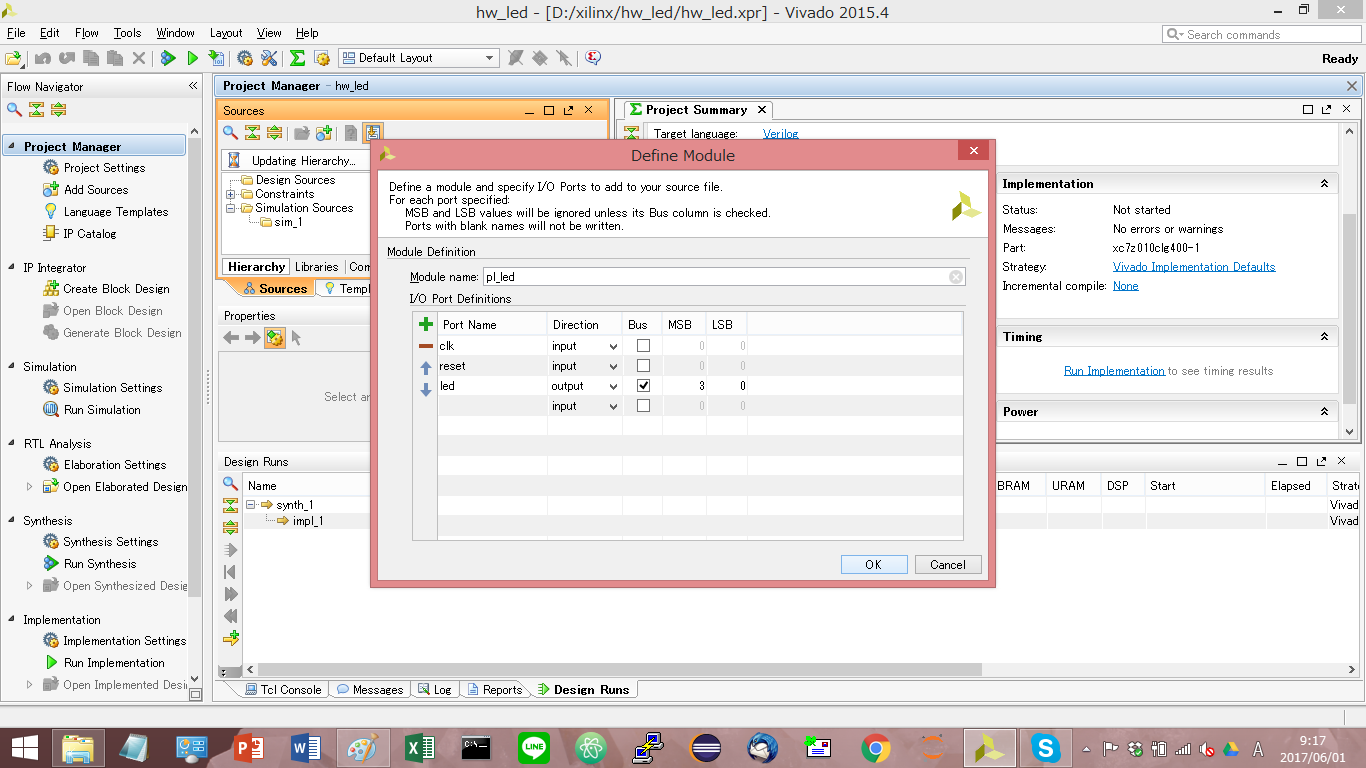 hw_led - [D:/xilinx/hw_led/hw_led.xpr] - Vivado 2015.4
File Edit Flow Tools Window Layout View Help
Search commands
Default Layout
Ready
Flow Navigator
Project Manager
Project Settings
Add Sources
Language Templates
IP Catalog
IP Integrator
Create Block Design
Open Block Design
Generate Block Design
Simulation
Simulation Settings
Run Simulation
RTL Analysis
Elaboration Settings
Open Elaborated Design
Synthesis
Synthesis Settings
Run Synthesis
Open Synthesized Desig
Implementation
Implementation Settings
Run Implementation
Open Implemented Desi
Project Manager - hw_led
Sources
Updating Hierarchy...
Design Sources
Constraints
Simulation Sources
sim_1
Hierarchy Libraries Com
Sources Templ
Properties
Select an
Project Summary
Target language: Verilog
Implementation
Status: Not started
Messages: No errors or warnings
Part: xc7z010clg400-1
Strategy: Vivado Implementation Defaults
Incremental compile: None
Timing
Run Implementation to see timing results
Power
Define Module
Define a module and specify I/O Ports to add to your source file.
For each port specified:
MSB and LSB values will be ignored unless its Bus column is checked.
Ports with blank names will not be written.
Module Definition
Module name: pl_led
I/O Port Definitions
Port Name Direction Bus MSB LSB
clk input 0 0
reset input 0 0
led output 3 0
input 0 0
OK Cancel
Design Runs
Name BRAM URAM DSP Start Elapsed Strate
synth_1 Vivad
impl_1 Vivad
Tcl Console Messages Log Reports Design Runs
LINE
A
9:17
2017/06/01